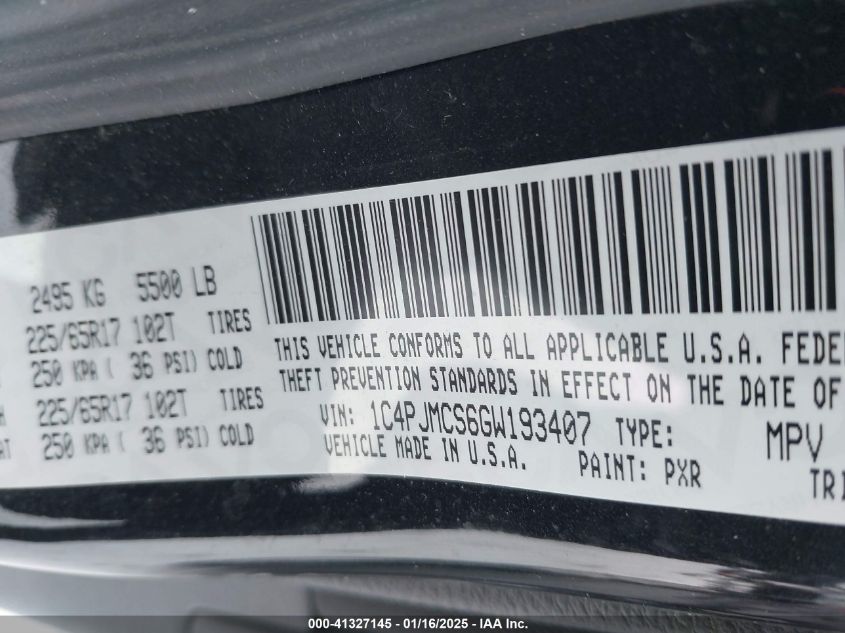 2495 KG 5500 LB
225/65R17 102T TIRES
250 KPA ( 36 PSI) COLD
225/65R17 102T TIRES
250 KPA ( 36 PSI) COLD
THIS VEHICLE CONFORMS TO ALL APPLICABLE U.S.A. FEDE
THEFT PREVENTION STANDARDS IN EFFECT ON THE DATE OF
VIN: 1C4PJMCS6GW193407 TYPE: MPV
VEHICLE MADE IN U.S.A. PAINT: PXR
TRI
000-41327145 - 01/16/2025 - IAA Inc.